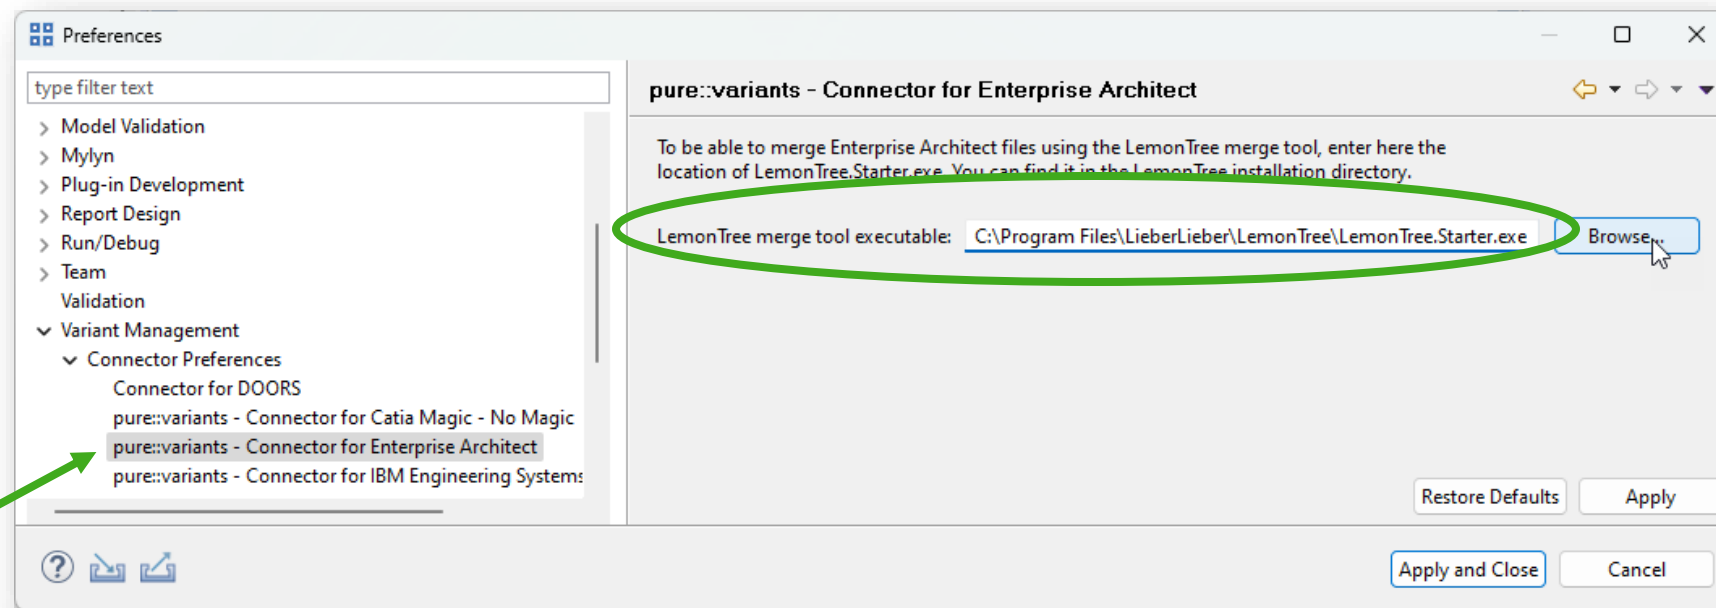 Preferences
type filter text
Model Validation
Mylyn
Plug-in Development
Report Design
Run/Debug
Team
Validation
Variant Management
Connector Preferences
Connector for DOORS
pure::variants - Connector for Catia Magic - No Magic
pure::variants - Connector for Enterprise Architect
pure::variants - Connector for IBM Engineering Systems
pure::variants - Connector for Enterprise Architect
To be able to merge Enterprise Architect files using the LemonTree merge tool, enter here the
location of LemonTree.Starter.exe. You can find it in the LemonTree installation directory.
LemonTree merge tool executable: C:\Program Files\LieberLieber\LemonTree\LemonTree.Starter.exe Browse...
Restore Defaults Apply
Apply and Close Cancel